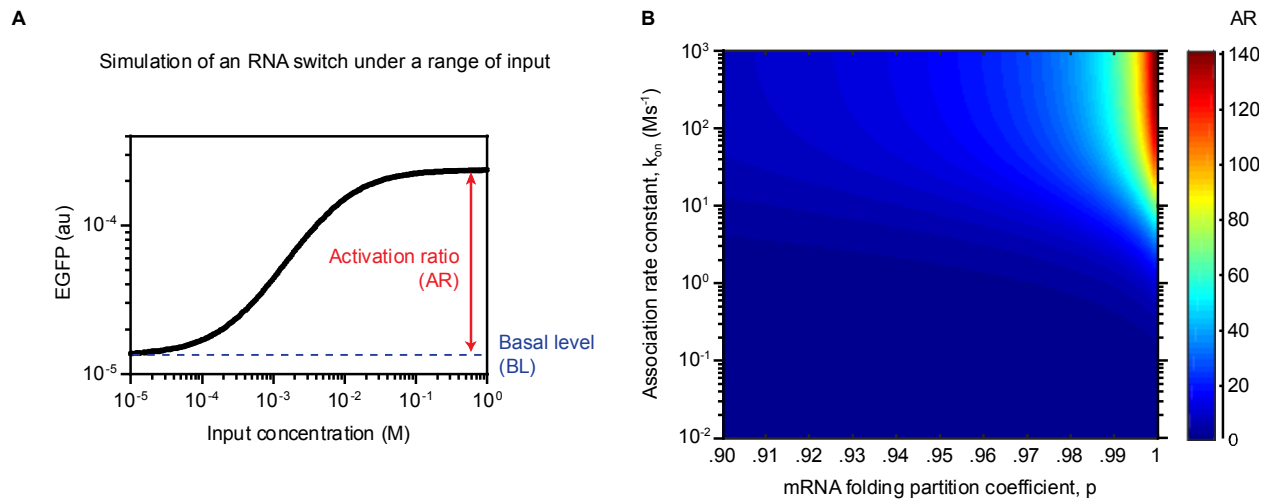 A
Simulation of an RNA switch under a range of input
EGFP (au)
10⁻⁴
10⁻⁵
Activation ratio
(AR)
Basal level
(BL)
10⁻⁵ 10⁻⁴ 10⁻³ 10⁻² 10⁻¹ 10⁰
Input concentration (M)
B
AR
Association rate constant, kₒₙ (Ms⁻¹)
10³
10²
10¹
10⁰
10⁻¹
10⁻²
.90 .91 .92 .93 .94 .95 .96 .97 .98 .99 1
mRNA folding partition coefficient, p
140
120
100
80
60
40
20
0